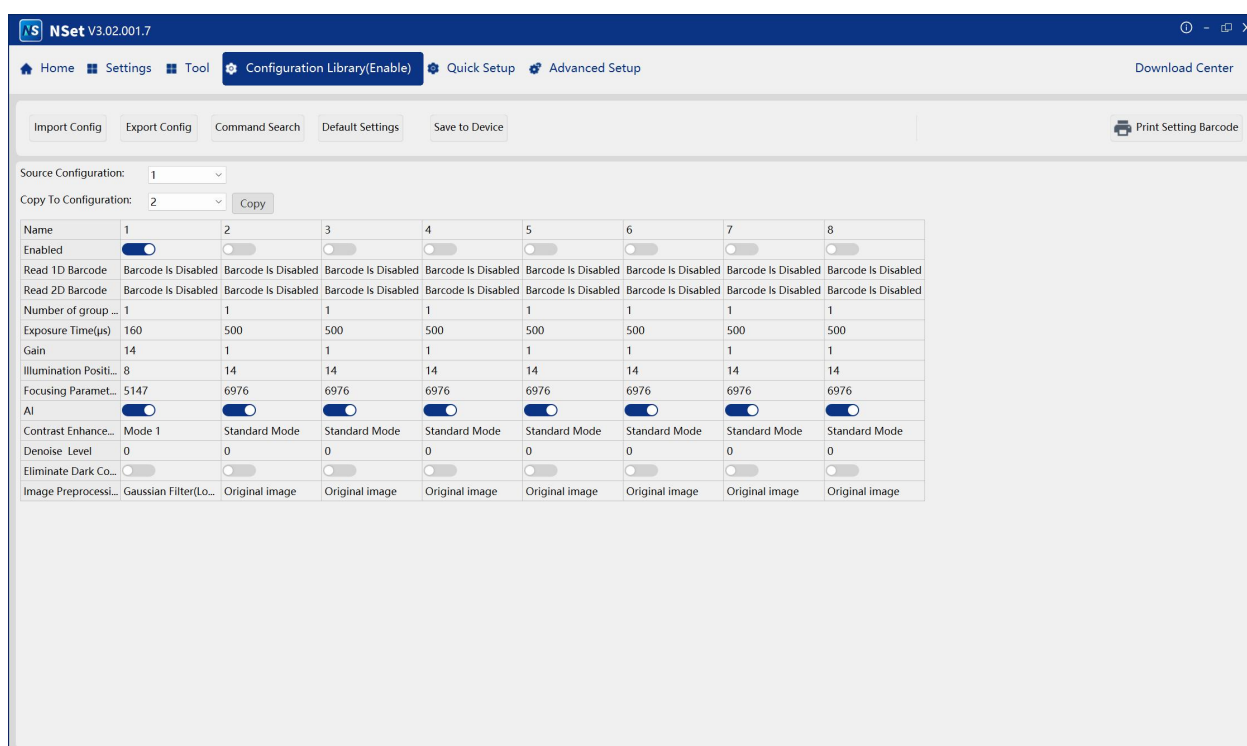 NS NSet V3.02.001.7
Home Settings Tool Configuration Library(Enable) Quick Setup Advanced Setup Download Center
Import Config Export Config Command Search Default Settings Save to Device Print Setting Barcode
Source Configuration: 1
Copy To Configuration: 2 Copy
Name 1 2 3 4 5 6 7 8
Enabled
Read 1D Barcode Barcode Is Disabled Barcode Is Disabled Barcode Is Disabled Barcode Is Disabled Barcode Is Disabled Barcode Is Disabled Barcode Is Disabled Barcode Is Disabled
Read 2D Barcode Barcode Is Disabled Barcode Is Disabled Barcode Is Disabled Barcode Is Disabled Barcode Is Disabled Barcode Is Disabled Barcode Is Disabled Barcode Is Disabled
Number of group ... 1 1 1 1 1 1 1 1
Exposure Time(μs) 160 500 500 500 500 500 500 500
Gain 14 1 1 1 1 1 1 1
Illumination Positi... 8 14 14 14 14 14 14 14
Focusing Paramet... 5147 6976 6976 6976 6976 6976 6976 6976
AI
Contrast Enhance... Mode 1 Standard Mode Standard Mode Standard Mode Standard Mode Standard Mode Standard Mode Standard Mode
Denoise Level 0 0 0 0 0 0 0 0
Eliminate Dark Co...
Image Preprocessi... Gaussian Filter(Lo... Original image Original image Original image Original image Original image Original image Original image